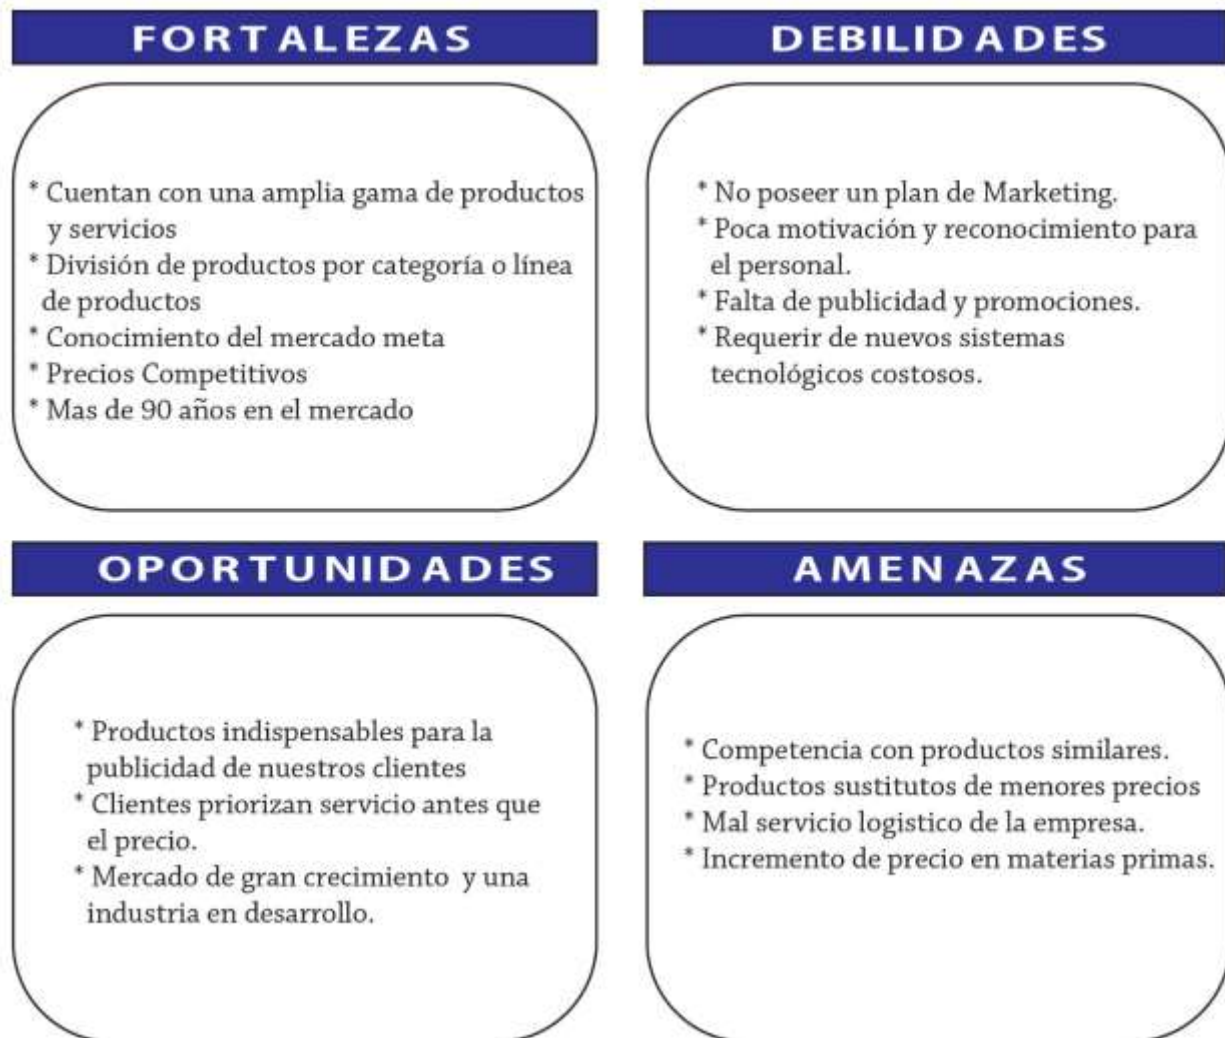 FORTALEZAS
* Cuentan con una amplia gama de productos
y servicios
* División de productos por categoría o línea
de productos
* Conocimiento del mercado meta
* Precios Competitivos
* Mas de 90 años en el mercado
DEBILIDADES
* No poseer un plan de Marketing.
* Poca motivación y reconocimiento para
el personal.
* Falta de publicidad y promociones.
* Requerir de nuevos sistemas
tecnológicos costosos.
OPORTUNIDADES
* Productos indispensables para la
publicidad de nuestros clientes
* Clientes priorizan servicio antes que
el precio.
* Mercado de gran crecimiento y una
industria en desarrollo.
AMENAZAS
* Competencia con productos similares.
* Productos sustitutos de menores precios
* Mal servicio logistico de la empresa.
* Incremento de precio en materias primas.